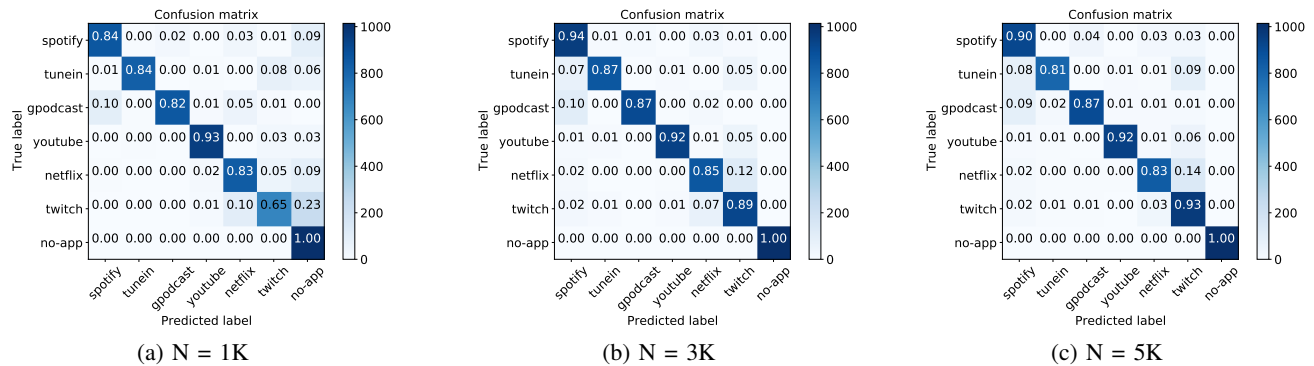 Confusion matrix
True label
spotify 0.84 0.00 0.02 0.00 0.03 0.01 0.09
tunein 0.01 0.84 0.00 0.01 0.00 0.08 0.06
gpodcast 0.10 0.00 0.82 0.01 0.05 0.01 0.00
youtube 0.00 0.00 0.00 0.93 0.00 0.03 0.03
netflix 0.00 0.00 0.00 0.02 0.83 0.05 0.09
twitch 0.00 0.00 0.00 0.01 0.10 0.65 0.23
no-app 0.00 0.00 0.00 0.00 0.00 0.00 1.00
spotify tunein gpodcast youtube netflix twitch no-app
Predicted label
1000
800
600
400
200
0
(a) N = 1K
Confusion matrix
True label
spotify 0.94 0.01 0.01 0.00 0.01 0.01 0.00
tunein 0.07 0.87 0.00 0.01 0.00 0.05 0.00
gpodcast 0.10 0.00 0.87 0.00 0.02 0.00 0.00
youtube 0.01 0.01 0.00 0.92 0.01 0.05 0.00
netflix 0.02 0.00 0.00 0.00 0.85 0.12 0.00
twitch 0.02 0.01 0.00 0.00 0.07 0.89 0.00
no-app 0.00 0.00 0.00 0.00 0.00 0.00 1.00
spotify tunein gpodcast youtube netflix twitch no-app
Predicted label
1000
800
600
400
200
0
(b) N = 3K
Confusion matrix
True label
spotify 0.90 0.00 0.04 0.00 0.03 0.03 0.00
tunein 0.08 0.81 0.00 0.01 0.00 0.09 0.00
gpodcast 0.09 0.02 0.87 0.01 0.01 0.01 0.00
youtube 0.01 0.01 0.00 0.92 0.01 0.06 0.00
netflix 0.02 0.00 0.00 0.00 0.83 0.14 0.00
twitch 0.02 0.01 0.01 0.00 0.03 0.93 0.00
no-app 0.00 0.00 0.00 0.00 0.00 0.00 1.00
spotify tunein gpodcast youtube netflix twitch no-app
Predicted label
1000
800
600
400
200
0
(c) N = 5K